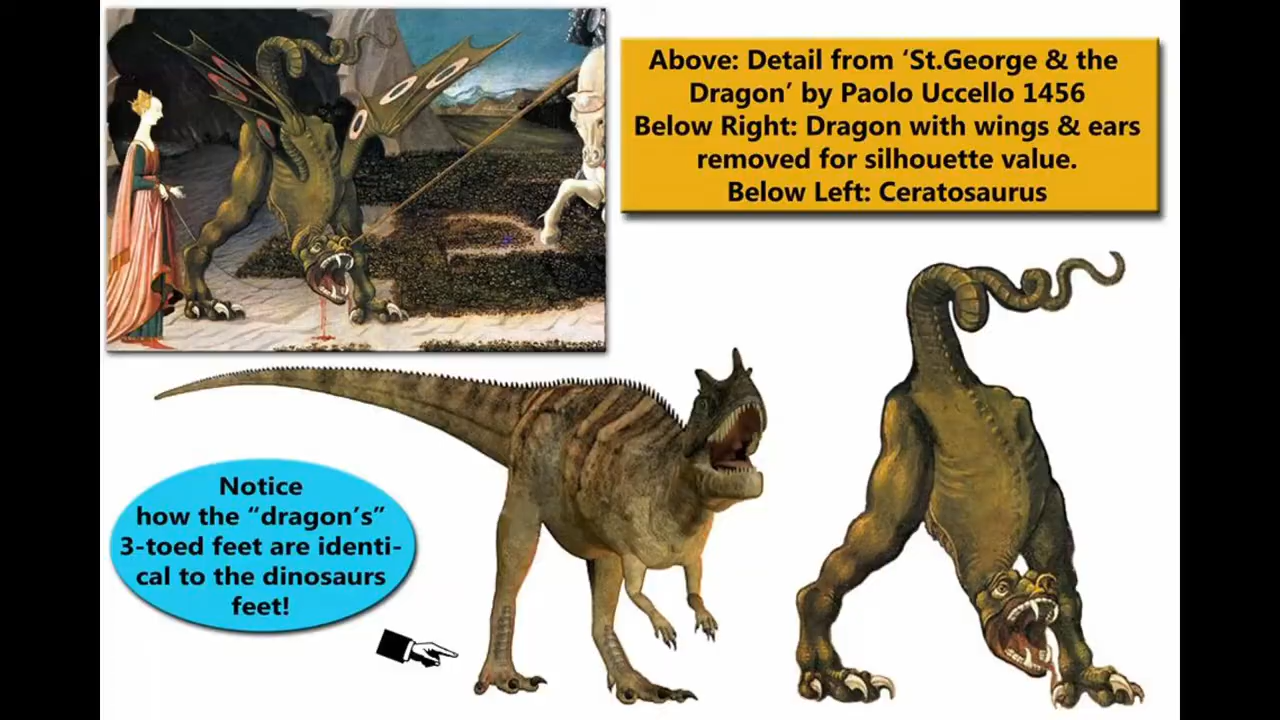 Above: Detail from ‘St.George & the
Dragon’ by Paolo Uccello 1456
Below Right: Dragon with wings & ears
removed for silhouette value.
Below Left: Ceratosaurus
Notice
how the “dragon’s”
3-toed feet are identi-
cal to the dinosaurs
feet!